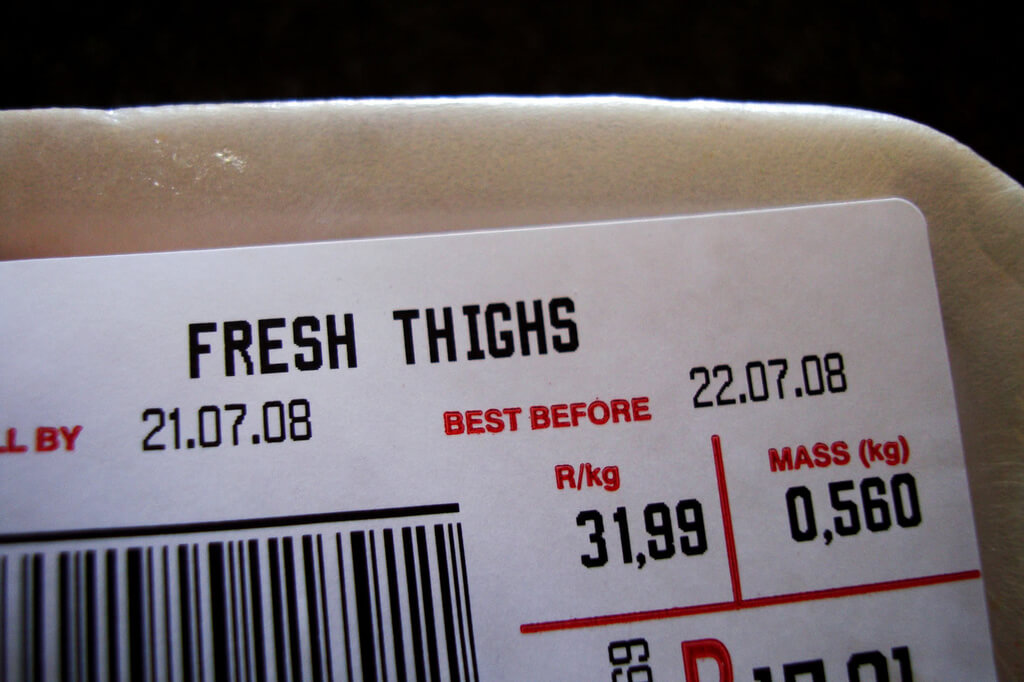 FRESH THIGHS
LL BY 21.07.08 BEST BEFORE 22.07.08
R/kg MASS (kg)
31,99 0,560
69 R